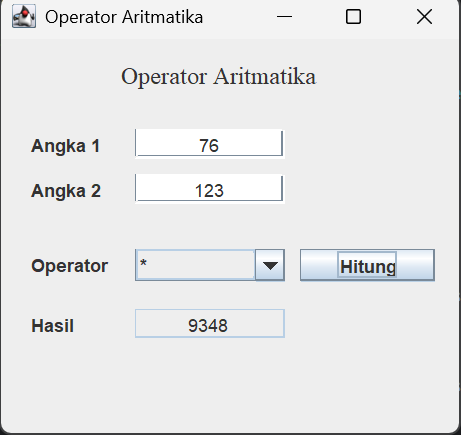 Operator Aritmatika
Operator Aritmatika
Angka 1 76
Angka 2 123
Operator * Hitung
Hasil 9348